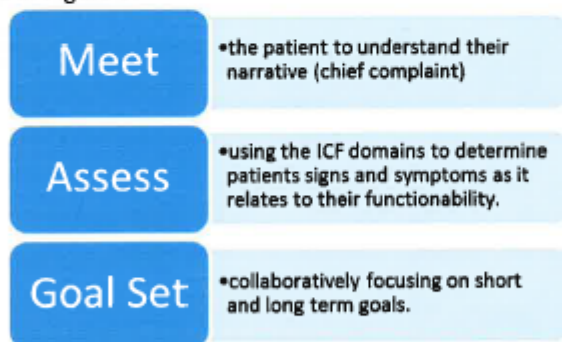 Meet
•the patient to understand their
narrative (chief complaint)
Assess
•using the ICF domains to determine
patients signs and symptoms as it
relates to their functionability.
Goal Set
•collaboratively focusing on short
and long term goals.